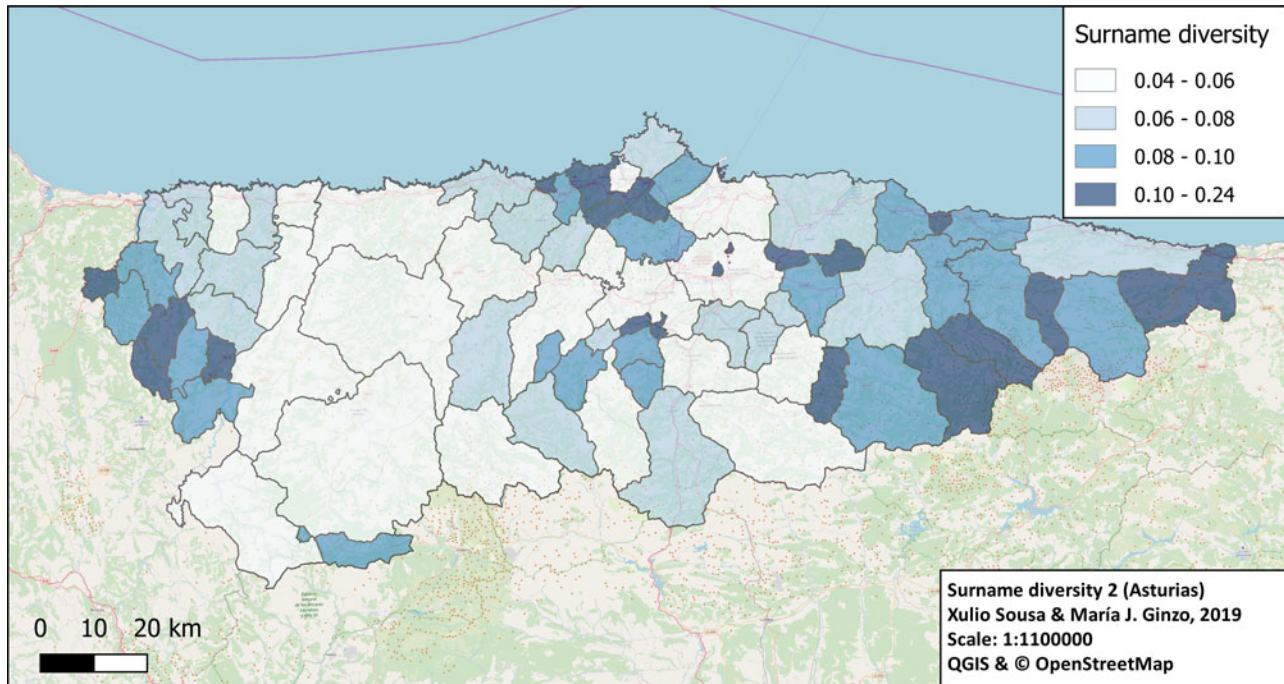 Surname diversity
0.04 - 0.06
0.06 - 0.08
0.08 - 0.10
0.10 - 0.24
0 10 20 km
Surname diversity 2 (Asturias)
Xulio Sousa & María J. Ginzo, 2019
Scale: 1:1100000
QGIS & © OpenStreetMap